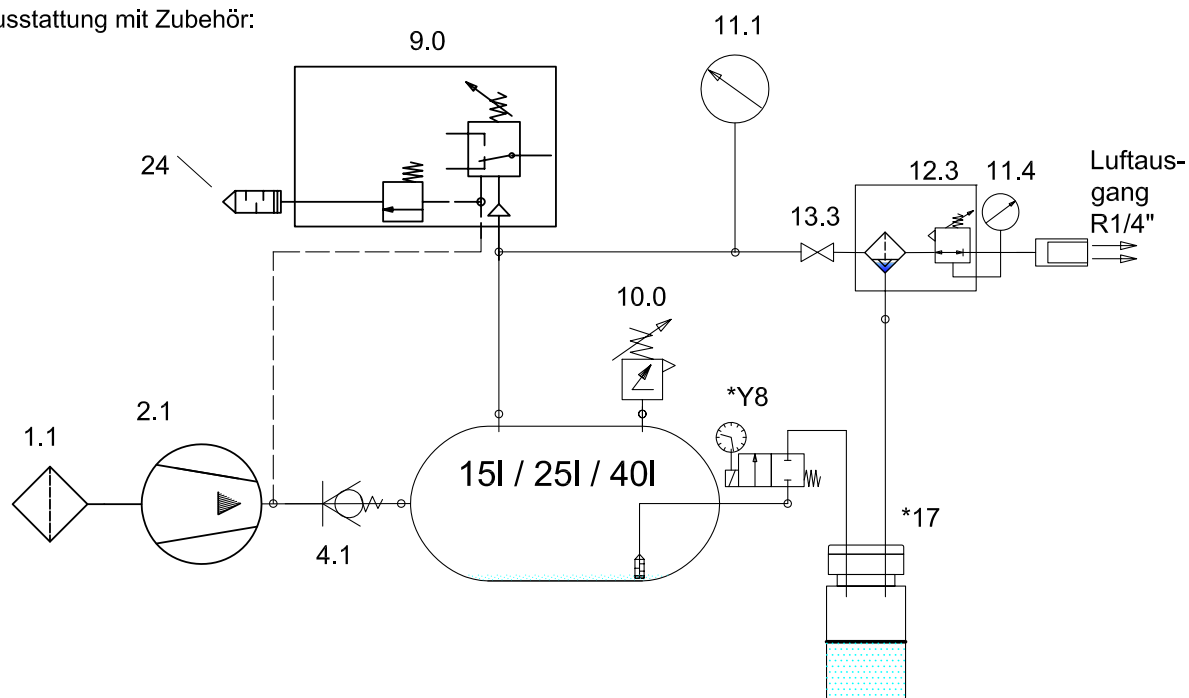 usstattung mit Zubehör:
9.0
11.1
24
12.3
11.4
Luftaus-
gang
R1/4"
13.3
10.0
*Y8
2.1
1.1
15l / 25l / 40l
4.1
*17